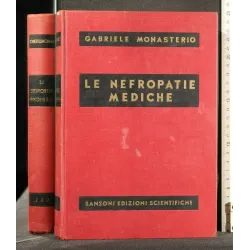 GABRIELE MONASTERIO
LE NEFROPATIE
MEDICHE
SANSONI EDIZIONI SCIENTIFICHE